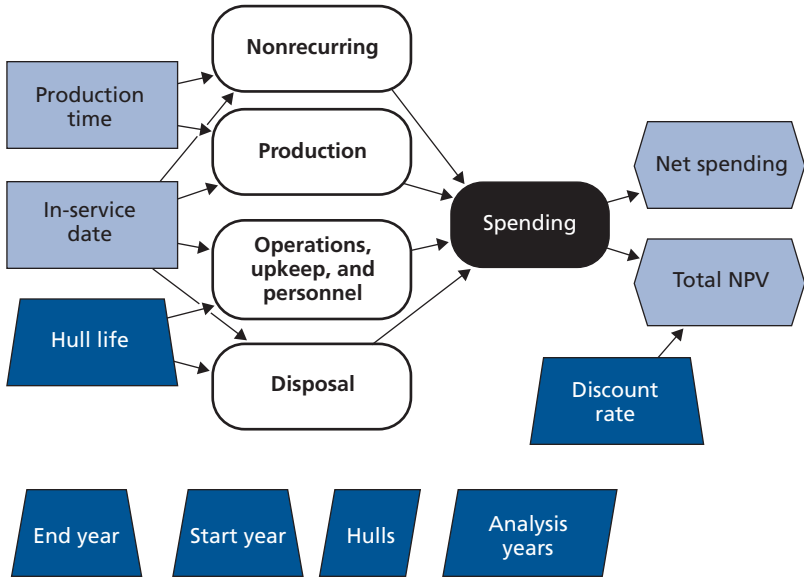 Nonrecurring
Production
time
Production
In-service
date
Operations,
upkeep, and
personnel
Hull life
Disposal
Spending
Net spending
Total NPV
Discount
rate
End year
Start year
Hulls
Analysis
years